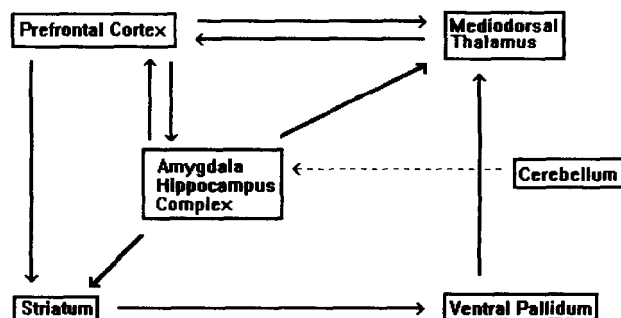 Prefrontal Cortex
Mediodorsal
Thalamus
Amygdala
Hippocampus
Complex
Cerebellum
Striatum
Ventral Pallidum